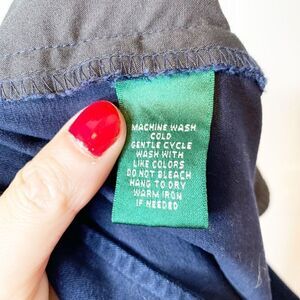 MACHINE WASH
COLD
GENTLE CYCLE
WASH WITH
LIKE COLORS
DO NOT BLEACH
HANG TO DRY
WARM IRON
IF NEEDED